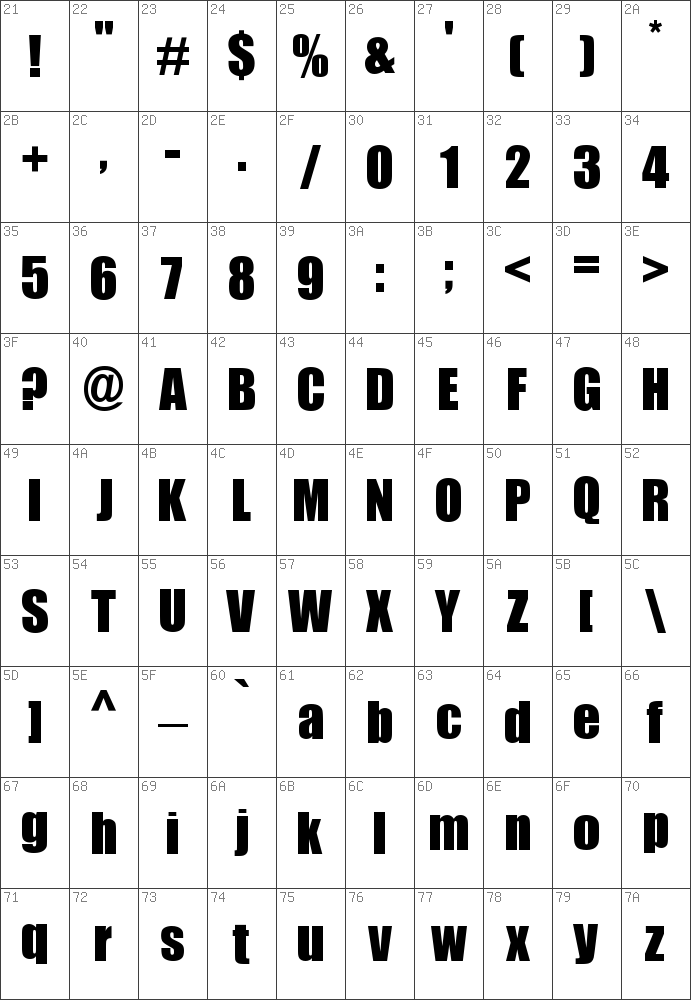 21 22 23 24 25 26 27 28 29 2A
! " # $ % & ' ( ) *
2B 2C 2D 2E 2F 30 31 32 33 34
+ , - . / 0 1 2 3 4
35 36 37 38 39 3A 3B 3C 3D 3E
5 6 7 8 9 : ; < = >
3F 40 41 42 43 44 45 46 47 48
? @ A B C D E F G H
49 4A 4B 4C 4D 4E 4F 50 51 52
I J K L M N O P Q R
53 54 55 56 57 58 59 5A 5B 5C
S T U V W X Y Z [ \
5D 5E 5F 60 61 62 63 64 65 66
] ^ _ ` a b c d e f
67 68 69 6A 6B 6C 6D 6E 6F 70
g h i j k l m n o p
71 72 73 74 75 76 77 78 79 7A
q r s t u v w x y z